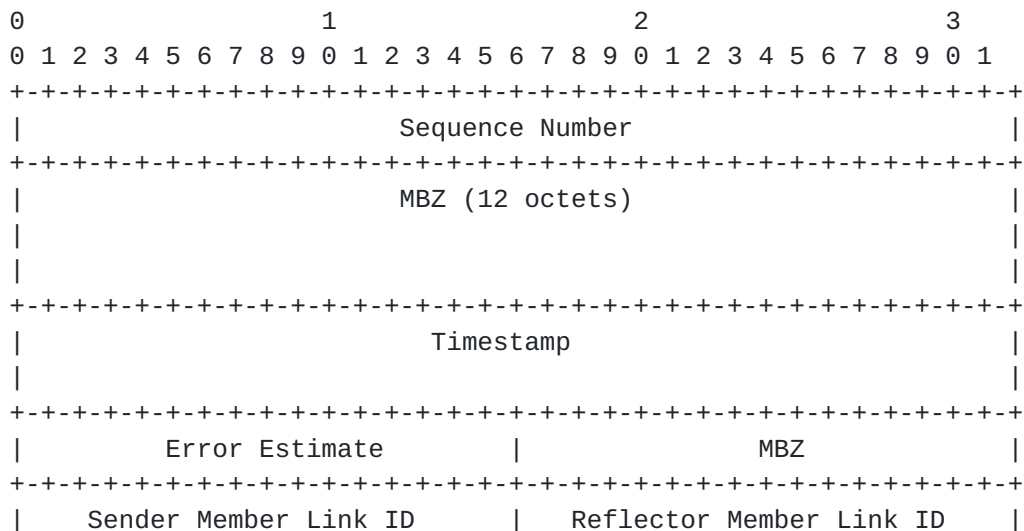 0                   1                   2                   3
0 1 2 3 4 5 6 7 8 9 0 1 2 3 4 5 6 7 8 9 0 1 2 3 4 5 6 7 8 9 0 1
+-+-+-+-+-+-+-+-+-+-+-+-+-+-+-+-+-+-+-+-+-+-+-+-+-+-+-+-+-+-+-+-+
|                        Sequence Number                        |
+-+-+-+-+-+-+-+-+-+-+-+-+-+-+-+-+-+-+-+-+-+-+-+-+-+-+-+-+-+-+-+-+
|                        MBZ (12 octets)                        |
|                                                               |
|                                                               |
+-+-+-+-+-+-+-+-+-+-+-+-+-+-+-+-+-+-+-+-+-+-+-+-+-+-+-+-+-+-+-+-+
|                          Timestamp                            |
|                                                               |
+-+-+-+-+-+-+-+-+-+-+-+-+-+-+-+-+-+-+-+-+-+-+-+-+-+-+-+-+-+-+-+-+
|         Error Estimate        |               MBZ             |
+-+-+-+-+-+-+-+-+-+-+-+-+-+-+-+-+-+-+-+-+-+-+-+-+-+-+-+-+-+-+-+-+
|    Sender Member Link ID      |   Reflector Member Link ID    |